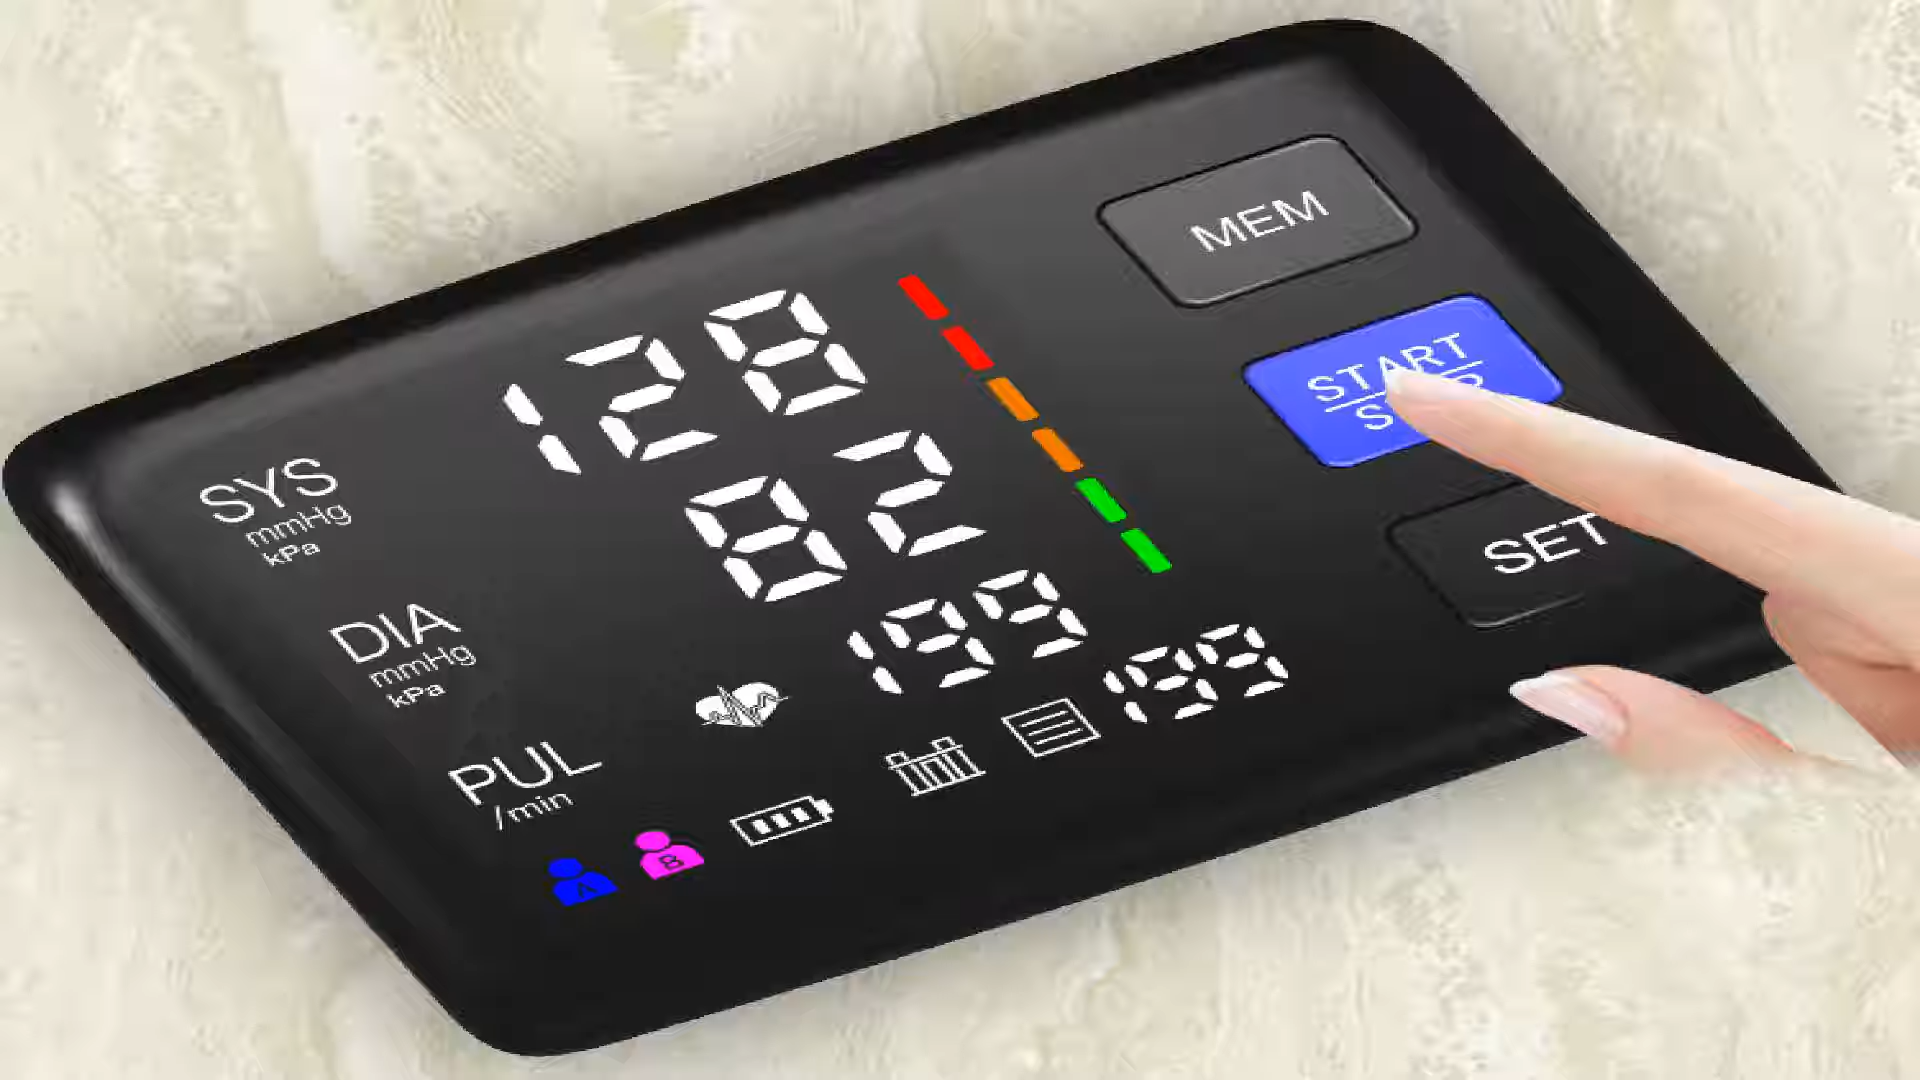 MEM
START
SET
SYS
mmHg
kPa
128
DIA
mmHg
kPa
82
PUL
/min
199
199
A
B